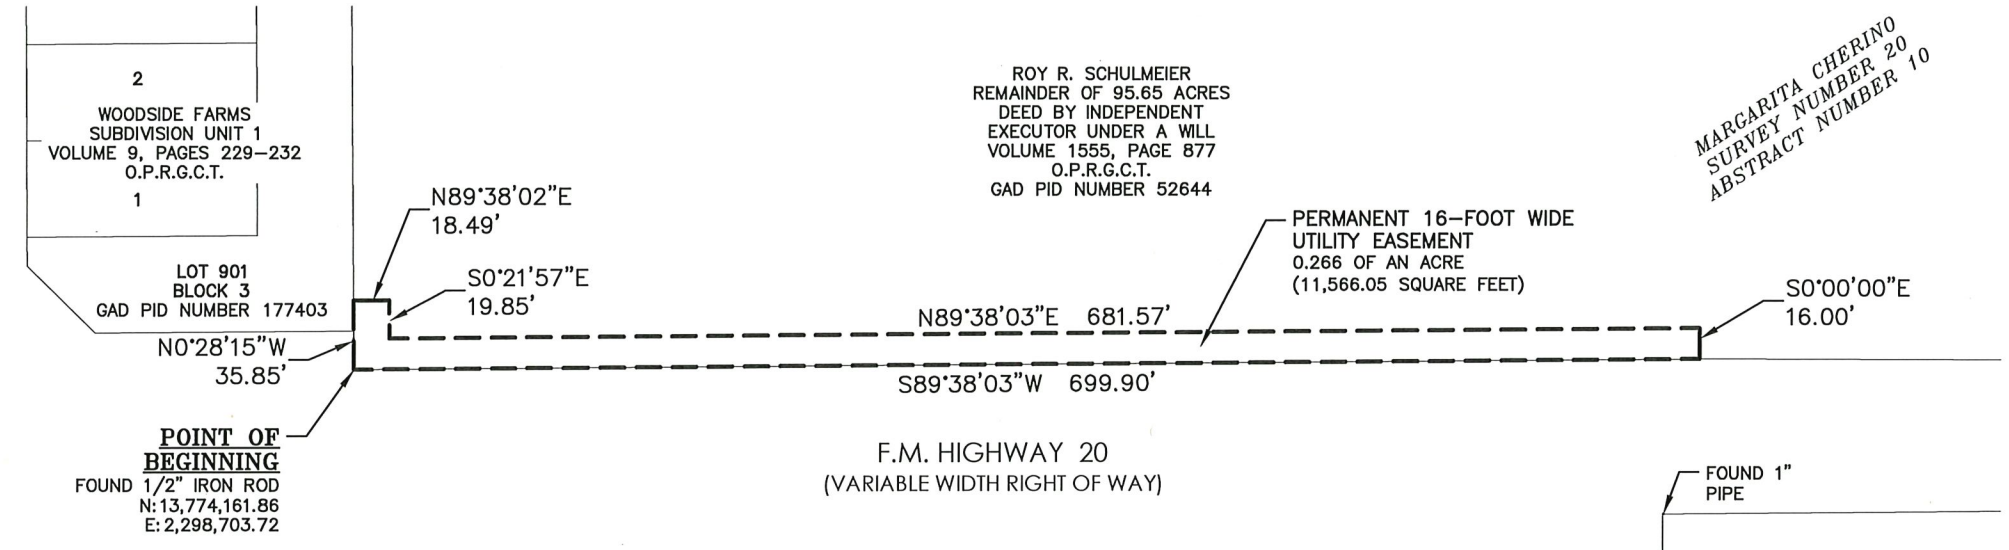 2
WOODSIDE FARMS
SUBDIVISION UNIT 1
VOLUME 9, PAGES 229–232
O.P.R.G.C.T.
1
LOT 901
BLOCK 3
GAD PID NUMBER 177403
N0°28'15"W
35.85'
POINT OF
BEGINNING
FOUND 1/2" IRON ROD
N:13,774,161.86
E:2,298,703.72
N89°38'02"E
18.49'
S0°21'57"E
19.85'
ROY R. SCHULMEIER
REMAINDER OF 95.65 ACRES
DEED BY INDEPENDENT
EXECUTOR UNDER A WILL
VOLUME 1555, PAGE 877
O.P.R.G.C.T.
GAD PID NUMBER 52644
MARGARITA CHERINO
SURVEY NUMBER 20
ABSTRACT NUMBER 10
PERMANENT 16–FOOT WIDE
UTILITY EASEMENT
0.266 OF AN ACRE
(11,566.05 SQUARE FEET)
N89°38'03"E 681.57'
S0°00'00"E
16.00'
S89°38'03"W 699.90'
F.M. HIGHWAY 20
(VARIABLE WIDTH RIGHT OF WAY)
FOUND 1"
PIPE